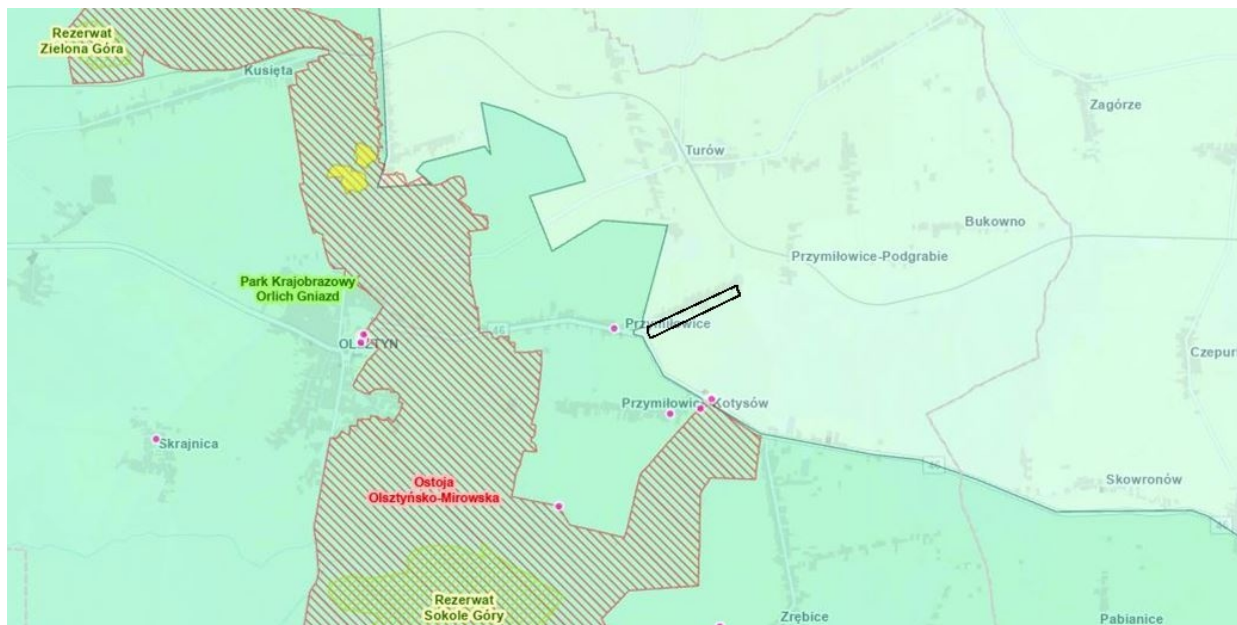 Rezerwat
Zielona Góra
Kusięta
Zagórze
Turów
Bukowno
Przymiłowice-Podgrabie
Park Krajobrazowy
Orlich Gniazd
46
Przymiłowice
OLSZTYN
Czepur
Przymiłowice-Kotysów
Skrajnica
46
Ostoja
Olsztyńsko-Mirowska
Skowronów
46
Rezerwat
Sokole Góry
Zrębice
Pabianice